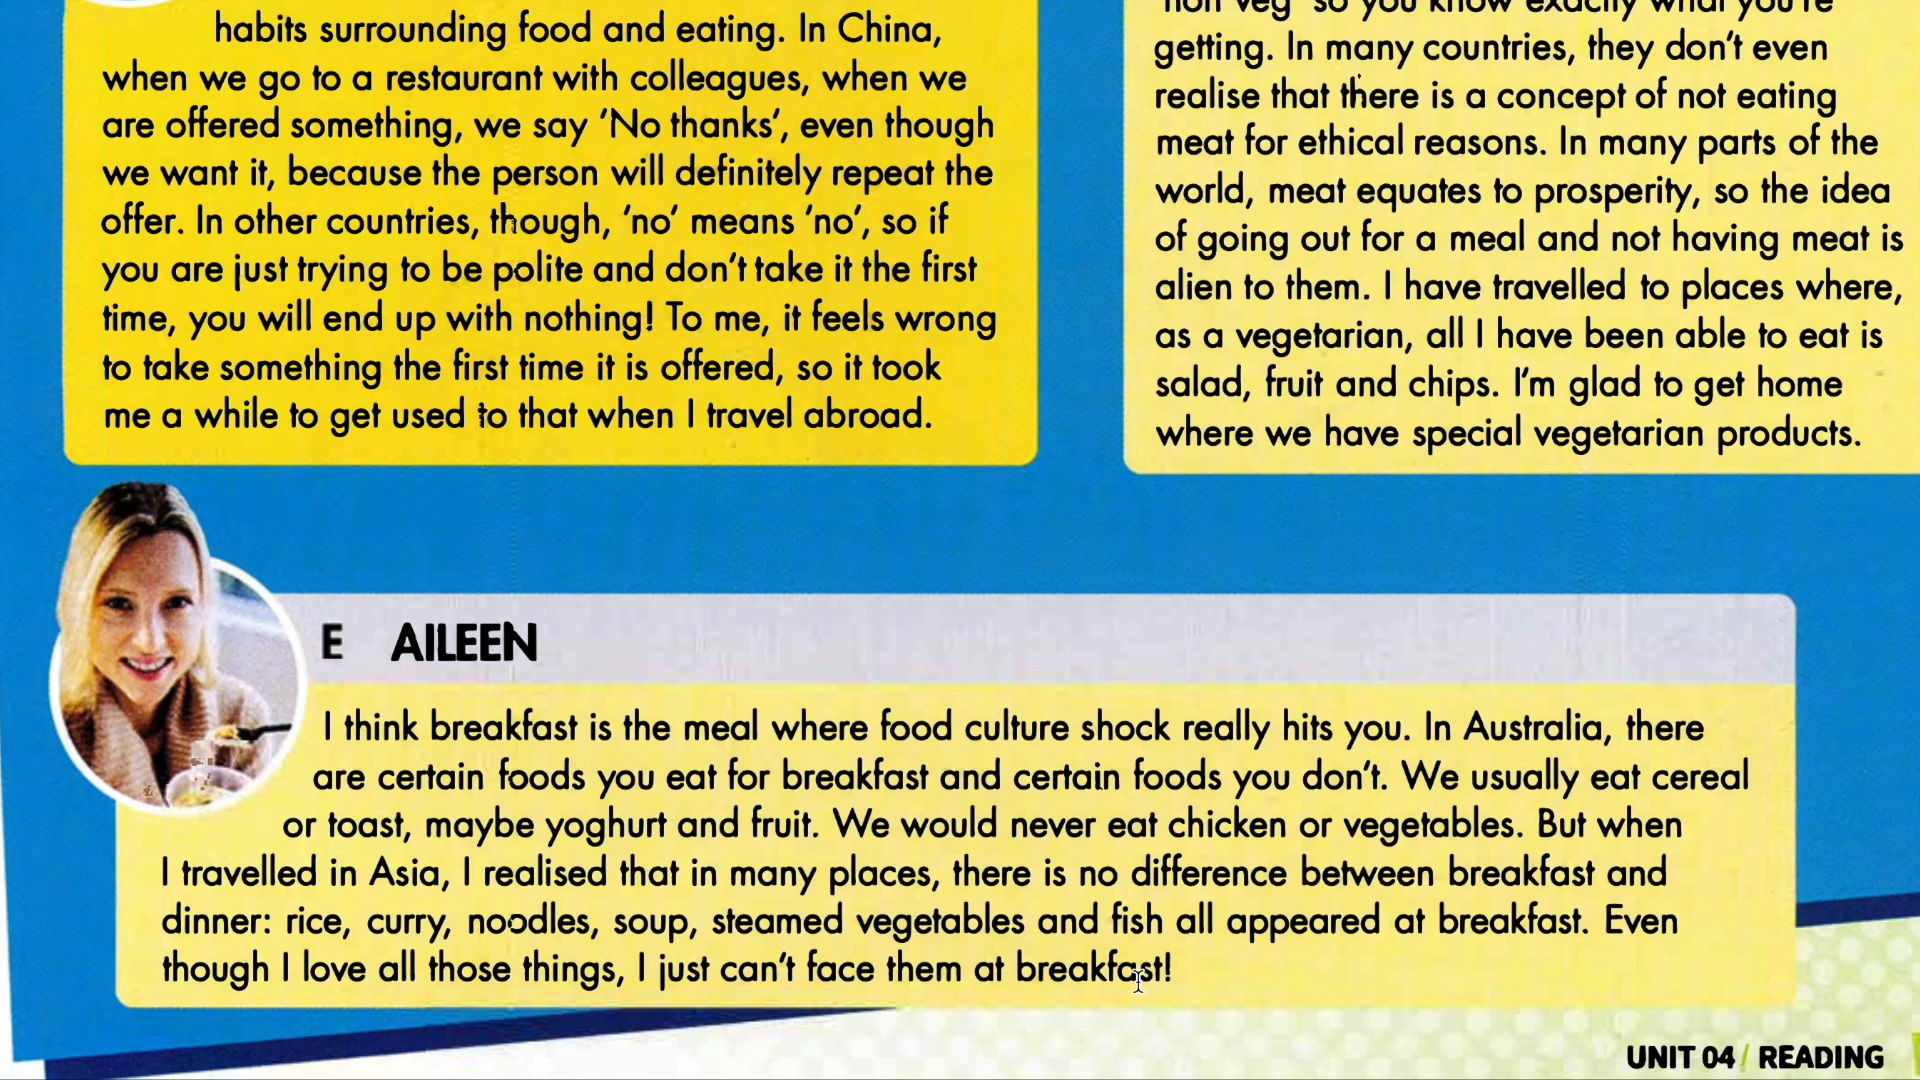 habits surrounding food and eating. In China,
when we go to a restaurant with colleagues, when we
are offered something, we say ‘No thanks’, even though
we want it, because the person will definitely repeat the
offer. In other countries, though, ‘no’ means ‘no’, so if
you are just trying to be polite and don’t take it the first
time, you will end up with nothing! To me, it feels wrong
to take something the first time it is offered, so it took
me a while to get used to that when I travel abroad.
‘non veg’ so you know exactly what you’re
getting. In many countries, they don’t even
realise that there is a concept of not eating
meat for ethical reasons. In many parts of the
world, meat equates to prosperity, so the idea
of going out for a meal and not having meat is
alien to them. I have travelled to places where,
as a vegetarian, all I have been able to eat is
salad, fruit and chips. I’m glad to get home
where we have special vegetarian products.
E AILEEN
I think breakfast is the meal where food culture shock really hits you. In Australia, there
are certain foods you eat for breakfast and certain foods you don’t. We usually eat cereal
or toast, maybe yoghurt and fruit. We would never eat chicken or vegetables. But when
I travelled in Asia, I realised that in many places, there is no difference between breakfast and
dinner: rice, curry, noodles, soup, steamed vegetables and fish all appeared at breakfast. Even
though I love all those things, I just can’t face them at breakfast!
UNIT 04 / READING